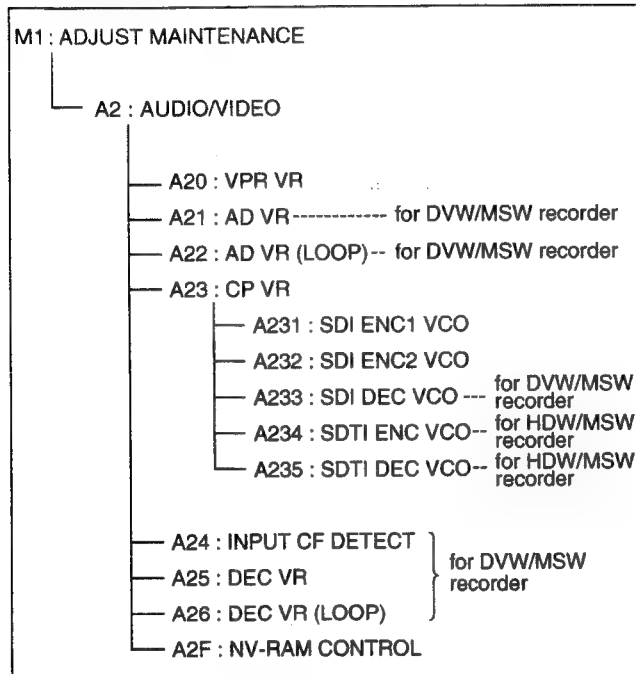 M1 : ADJUST MAINTENANCE
A2 : AUDIO/VIDEO
A20 : VPR VR
A21 : AD VR ------------ for DVW/MSW recorder
A22 : AD VR (LOOP) -- for DVW/MSW recorder
A23 : CP VR
A231 : SDI ENC1 VCO
A232 : SDI ENC2 VCO
A233 : SDI DEC VCO --- for DVW/MSW recorder
A234 : SDTI ENC VCO -- for HDW/MSW recorder
A235 : SDTI DEC VCO -- for HDW/MSW recorder
A24 : INPUT CF DETECT
A25 : DEC VR
A26 : DEC VR (LOOP)
for DVW/MSW
recorder
A2F : NV-RAM CONTROL